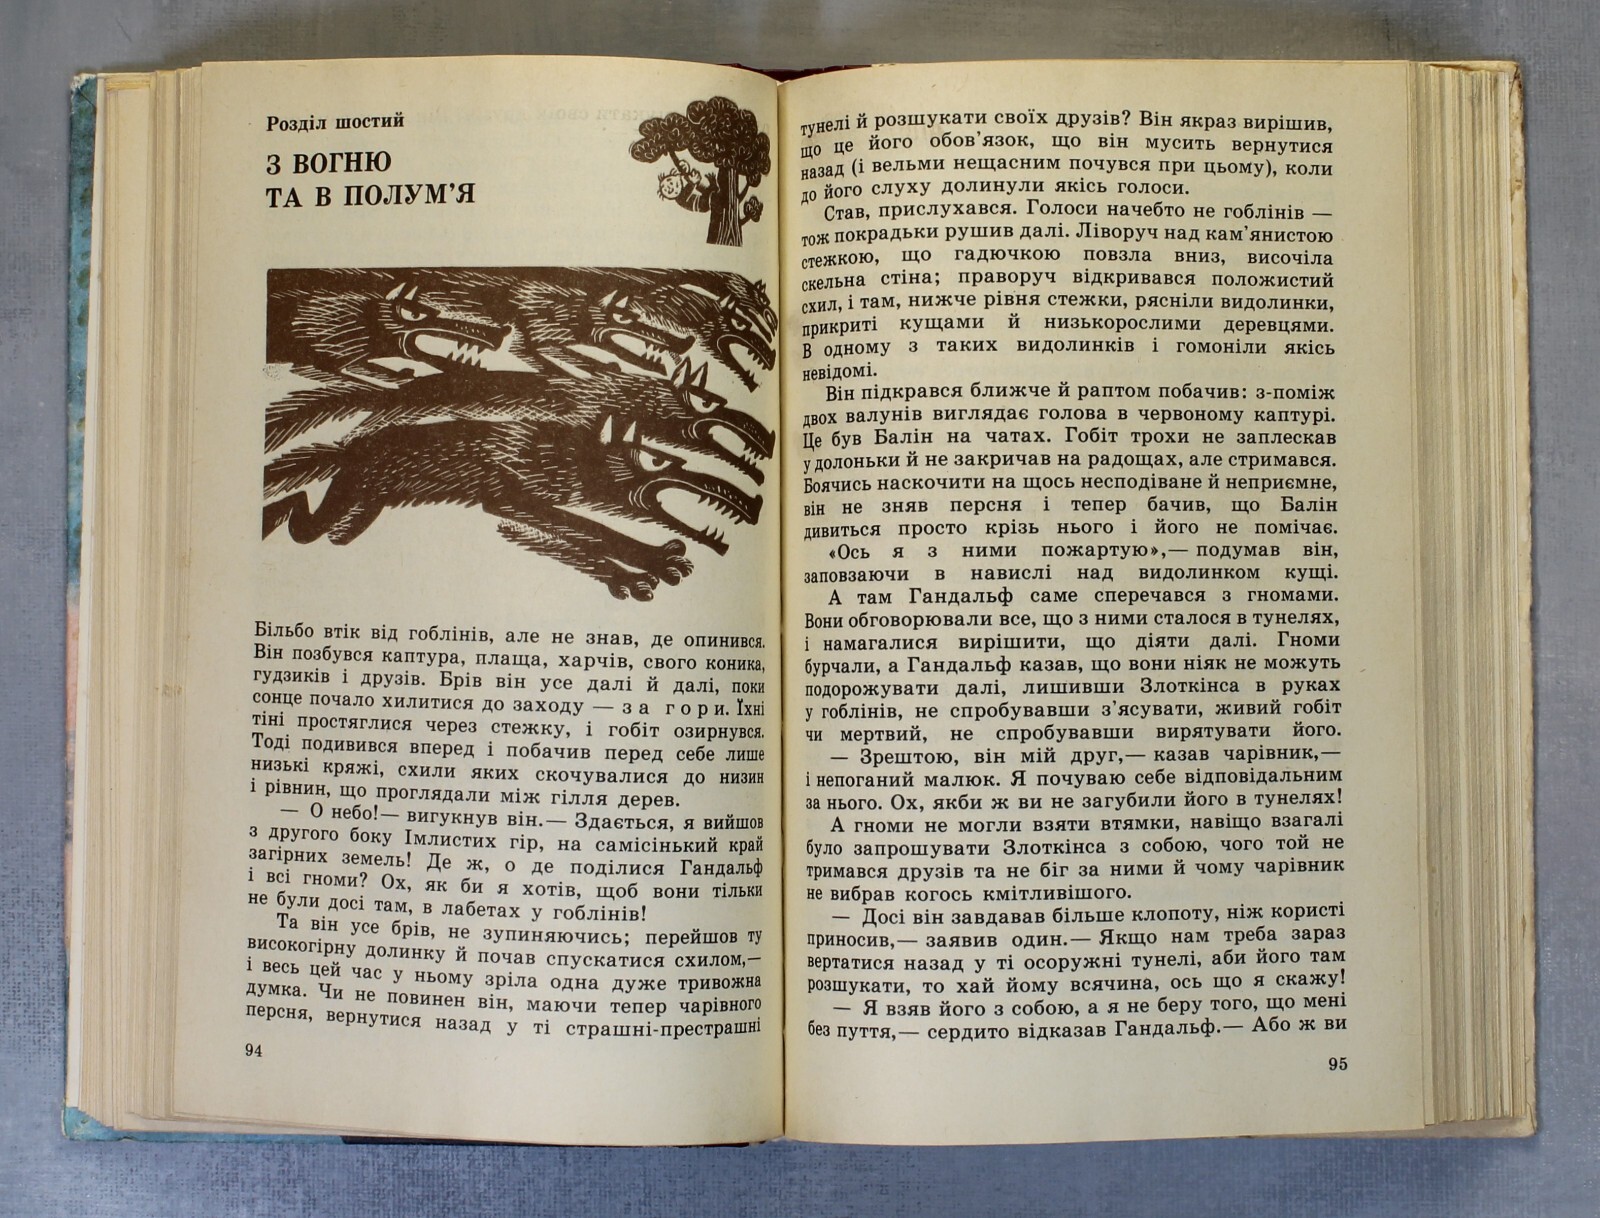 Розділ шостий
З ВОГНЮ
ТА В ПОЛУМ’Я
Більбо втік від гоблінів, але не знав, де опинився.
Він позбувся каптура, плаща, харчів, свого коника,
гудзиків і друзів. Брів він усе далі й далі, поки
сонце почало хилитися до заходу — за гори. Їхні
тіні простяглися через стежку, і гобіт озирнувся.
Тоді подивився вперед і побачив перед себе лише
низькі кряжі, схили яких скочувалися до низин
і рівнин, що проглядали між гілля дерев.
— О небо!— вигукнув він.— Здається, я вийшов
з другого боку Імлистих гір, на самісінький край
загірних земель! Де ж, о де поділися Гандальф
і всі гноми? Ох, як би я хотів, щоб вони тільки
не були досі там, в лабетах у гоблінів!
Та він усе брів, не зупиняючись; перейшов ту
високогірну долинку й почав спускатися схилом,—
і весь цей час у ньому зріла одна дуже тривожна
думка. Чи не повинен він, маючи тепер чарівного
персня, вернутися назад у ті страшні-престрашні
94
тунелі й розшукати своїх друзів? Він якраз вирішив,
що це його обов’язок, що він мусить вернутися
назад (і вельми нещасним почувся при цьому), коли
до його слуху долинули якісь голоси.
Став, прислухався. Голоси начебто не гоблінів —
тож покрадьки рушив далі. Ліворуч над кам’янистою
стежкою, що гадючкою повзла вниз, височіла
скельна стіна; праворуч відкривався положистий
схил, і там, нижче рівня стежки, рясніли видолинки,
прикриті кущами й низькорослими деревцями.
В одному з таких видолинків і гомоніли якісь
невідомі.
Він підкрався ближче й раптом побачив: з-поміж
двох валунів виглядає голова в червоному каптурі.
Це був Балін на чатах. Гобіт трохи не заплескав
у долоньки й не закричав на радощах, але стримався.
Боячись наскочити на щось несподіване й неприємне,
він не зняв персня і тепер бачив, що Балін
дивиться просто крізь нього і його не помічає.
«Ось я з ними пожартую»,— подумав він,
заповзаючи в навислі над видолинком кущі.
А там Гандальф саме сперечався з гномами.
Вони обговорювали все, що з ними сталося в тунелях,
і намагалися вирішити, що діяти далі. Гноми
бурчали, а Гандальф казав, що вони ніяк не можуть
подорожувати далі, лишивши Злоткінса в руках
у гоблінів, не спробувавши з’ясувати, живий гобіт
чи мертвий, не спробувавши вирятувати його.
— Зрештою, він мій друг,— казав чарівник,—
і непоганий малюк. Я почуваю себе відповідальним
за нього. Ох, якби ж ви не загубили його в тунелях!
А гноми не могли взяти втямки, навіщо взагалі
було запрошувати Злоткінса з собою, чого той не
тримався друзів та не біг за ними й чому чарівник
не вибрав когось кмітливішого.
— Досі він завдавав більше клопоту, ніж користі
приносив,— заявив один.— Якщо нам треба зараз
вертатися назад у ті осоружні тунелі, аби його там
розшукати, то хай йому всячина, ось що я скажу!
— Я взяв його з собою, а я не беру того, що мені
без пуття,— сердито відказав Гандальф.— Або ж ви
95